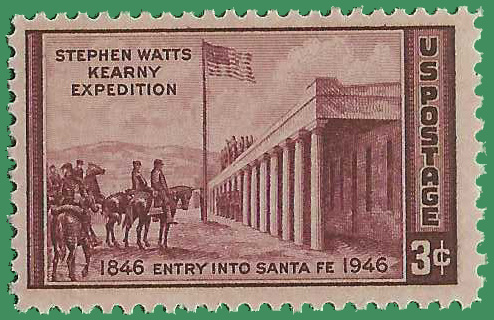 STEPHEN WATTS
KEARNY
EXPEDITION
US POSTAGE
3¢
1846 ENTRY INTO SANTA FE 1946